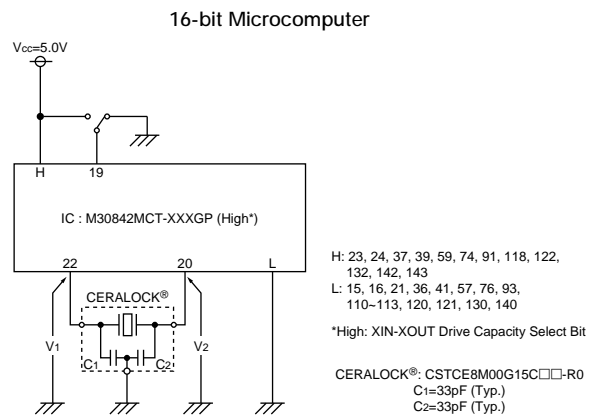 16-bit Microcomputer
Vcc=5.0V
H 19
IC : M30842MCT-XXXGP (High*)
22 20 L
CERALOCK®
V1 V2
C1 C2
H: 23, 24, 37, 39, 59, 74, 91, 118, 122,
132, 142, 143
L: 15, 16, 21, 36, 41, 57, 76, 93,
110~113, 120, 121, 130, 140
*High: XIN-XOUT Drive Capacity Select Bit
CERALOCK®: CSTCE8M00G15C□□-R0
C1=33pF (Typ.)
C2=33pF (Typ.)